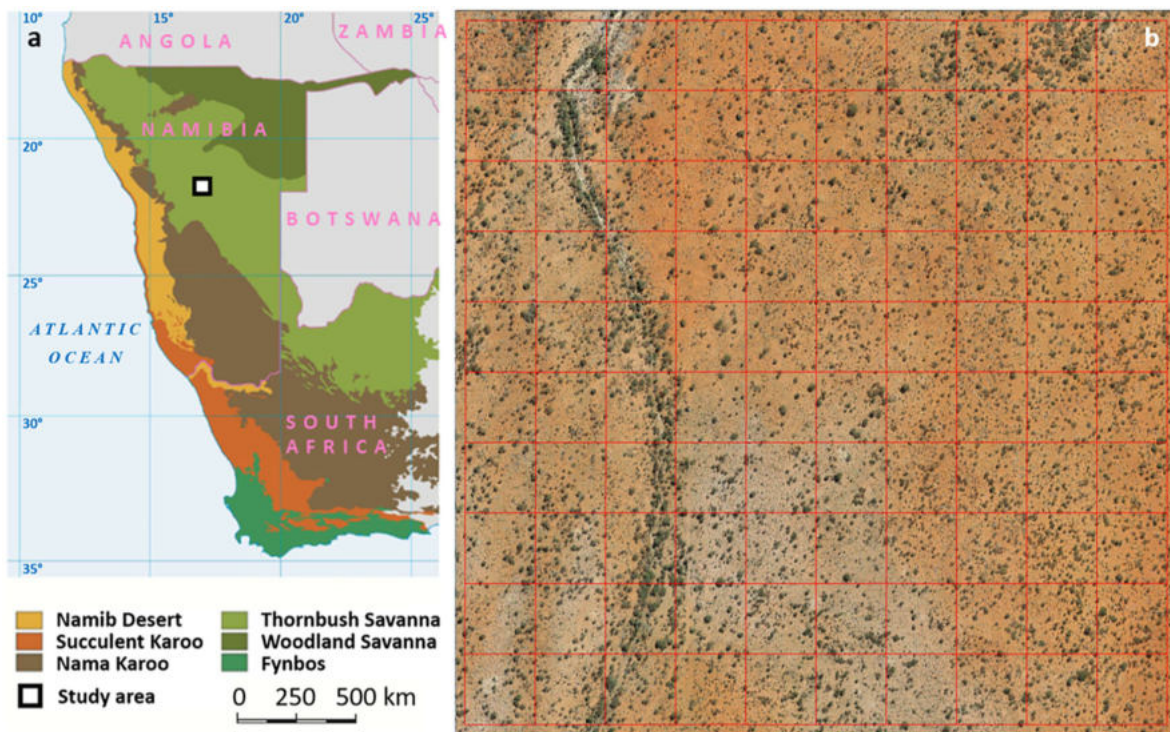 10°
15°
20°
25°
a
ANGOLA
ZAMBIA
NAMIBIA
20°
BOTSWANA
25°
ATLANTIC
OCEAN
SOUTH
AFRICA
30°
35°
Namib Desert
Succulent Karoo
Nama Karoo
Study area
Thornbush Savanna
Woodland Savanna
Fynbos
0 250 500 km
b